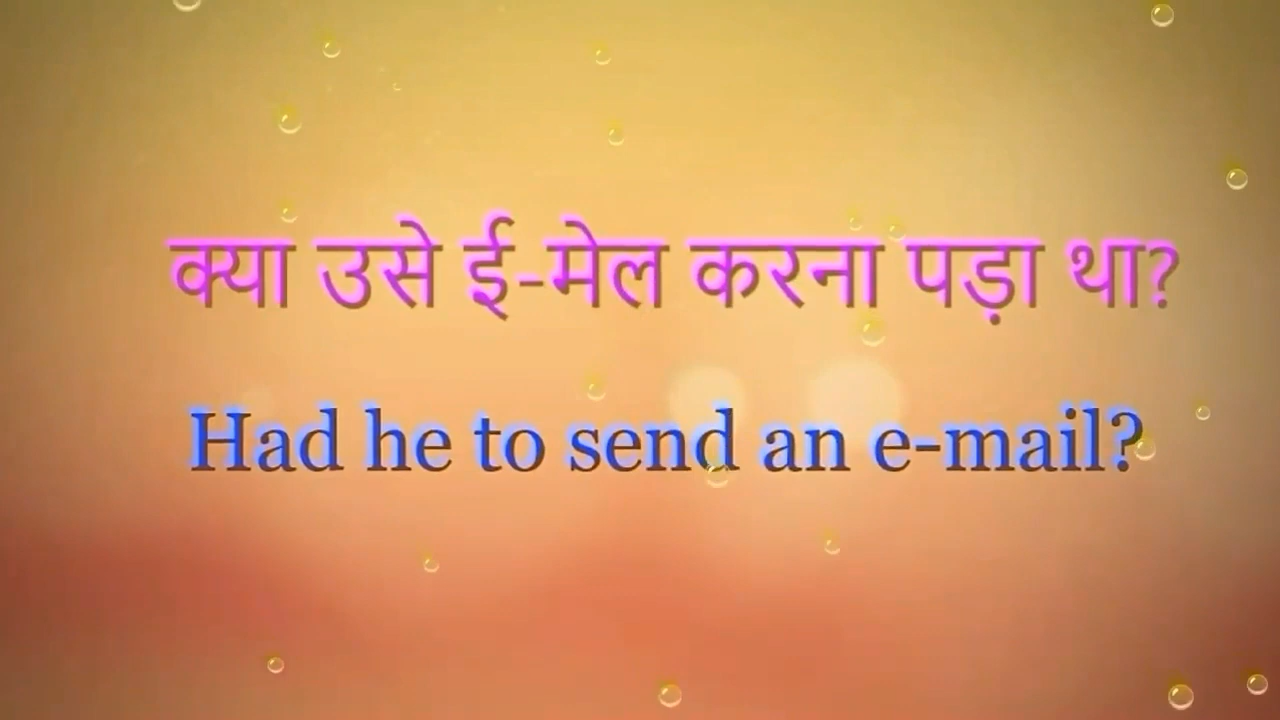 क्या उसे ई-मेल करना पड़ा था?
Had he to send an e-mail?